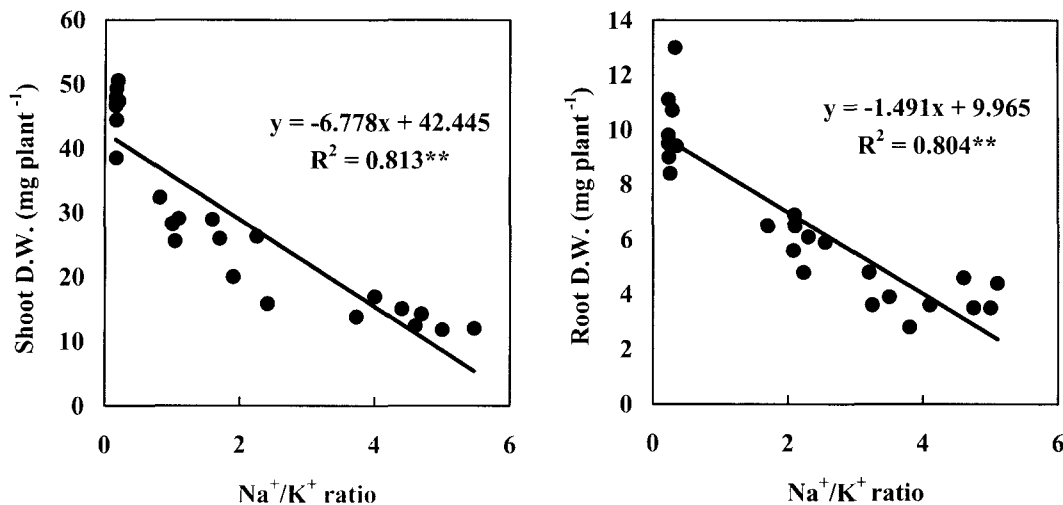 60
50
40
30
20
10
0
Shoot D.W. (mg plant⁻¹)
y = -6.778x + 42.445
R² = 0.813**
0 2 4 6
Na⁺/K⁺ ratio
14
12
10
8
6
4
2
0
Root D.W. (mg plant⁻¹)
y = -1.491x + 9.965
R² = 0.804**
0 2 4 6
Na⁺/K⁺ ratio